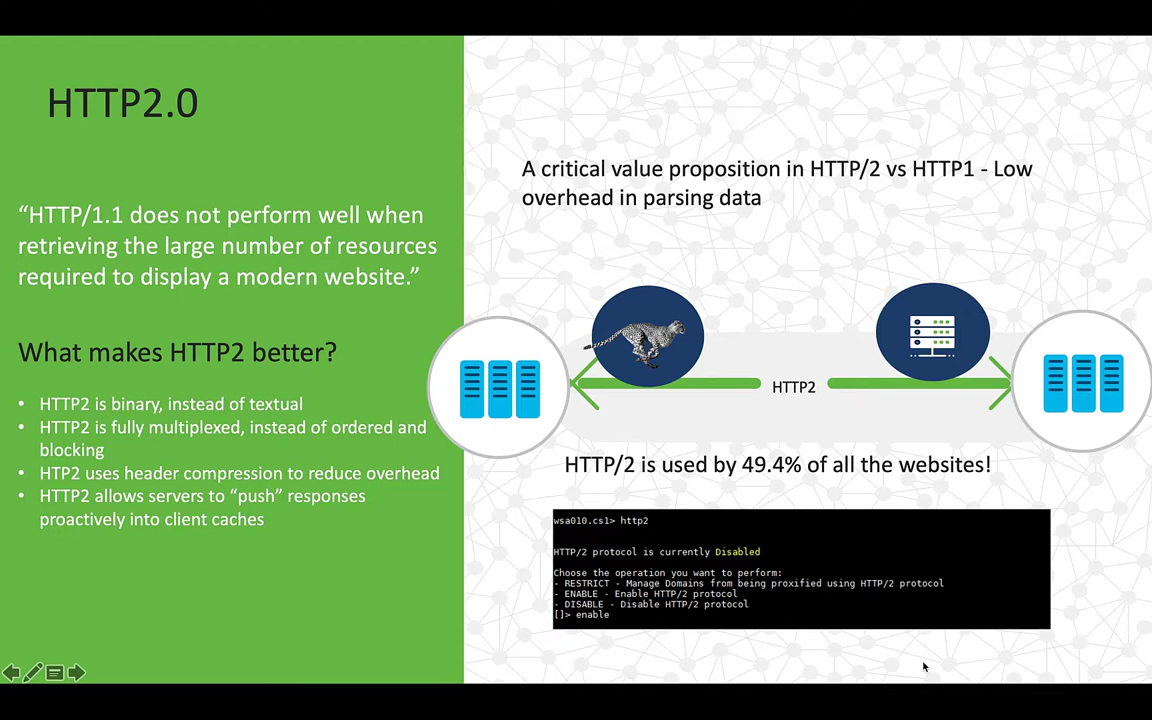 HTTP2.0
“HTTP/1.1 does not perform well when
retrieving the large number of resources
required to display a modern website.”
What makes HTTP2 better?
• HTTP2 is binary, instead of textual
• HTTP2 is fully multiplexed, instead of ordered and
blocking
• HTP2 uses header compression to reduce overhead
• HTTP2 allows servers to “push” responses
proactively into client caches
A critical value proposition in HTTP/2 vs HTTP1 - Low
overhead in parsing data
HTTP2
HTTP/2 is used by 49.4% of all the websites!
wsa010.cs1> http2
HTTP/2 protocol is currently Disabled
Choose the operation you want to perform:
- RESTRICT - Manage Domains from being proxified using HTTP/2 protocol
- ENABLE - Enable HTTP/2 protocol
- DISABLE - Disable HTTP/2 protocol
[]> enable